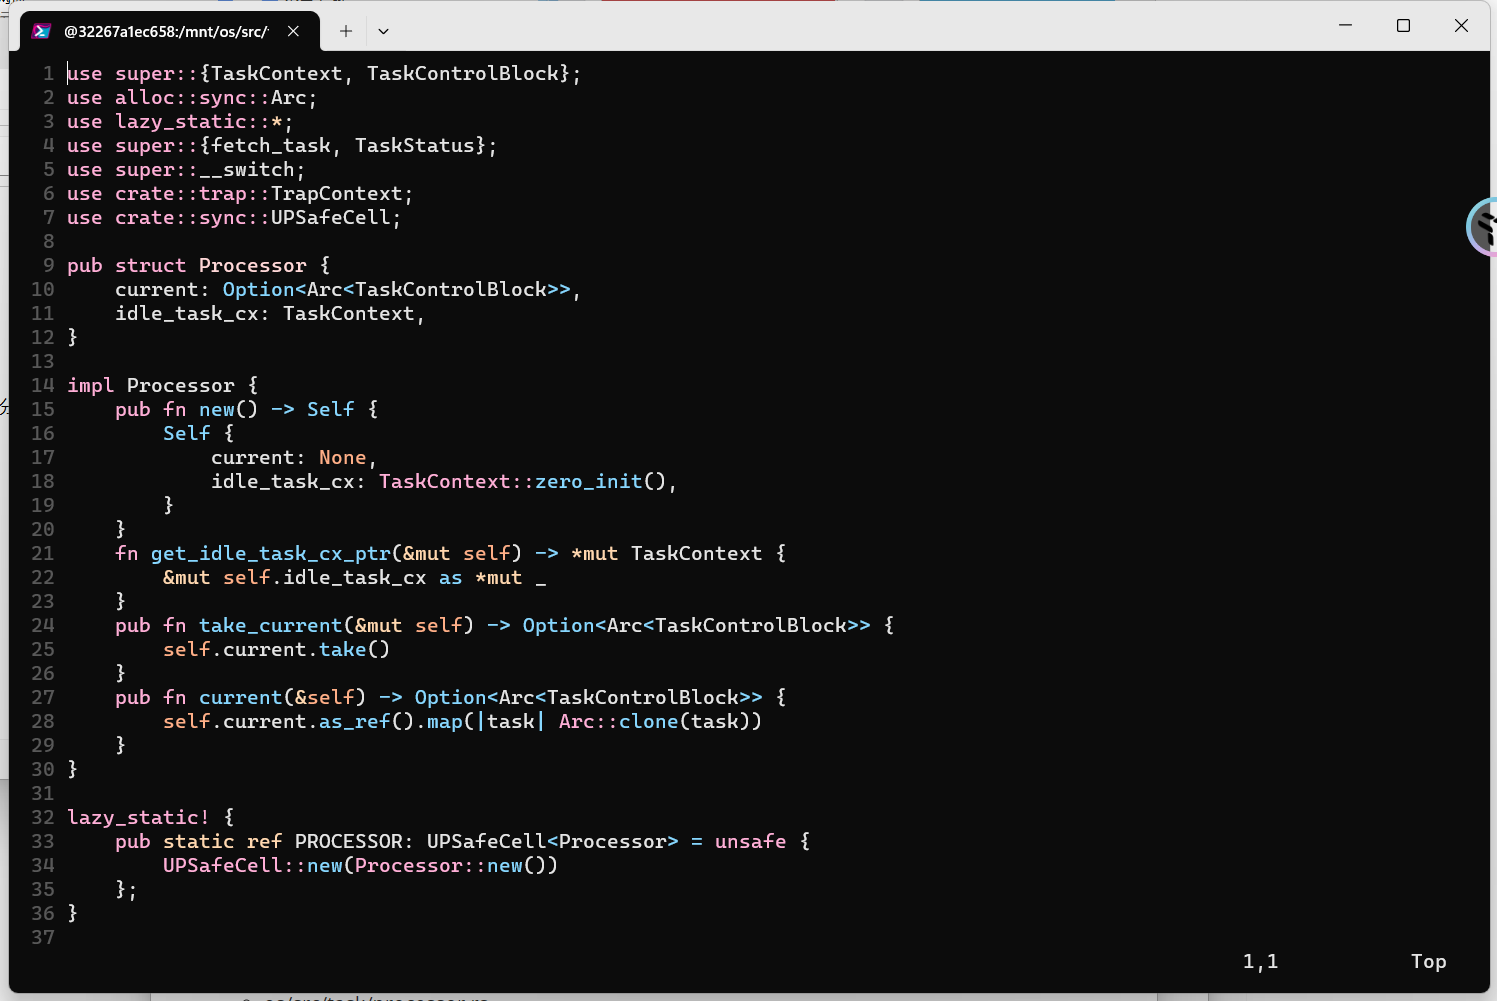 @32267a1ec658:/mnt/os/src/
1 use super::{TaskContext, TaskControlBlock};
2 use alloc::sync::Arc;
3 use lazy_static::*;
4 use super::{fetch_task, TaskStatus};
5 use super::__switch;
6 use crate::trap::TrapContext;
7 use crate::sync::UPSafeCell;
8
9 pub struct Processor {
10     current: Option<Arc<TaskControlBlock>>,
11     idle_task_cx: TaskContext,
12 }
13
14 impl Processor {
15     pub fn new() -> Self {
16         Self {
17             current: None,
18             idle_task_cx: TaskContext::zero_init(),
19         }
20     }
21     fn get_idle_task_cx_ptr(&mut self) -> *mut TaskContext {
22         &mut self.idle_task_cx as *mut _
23     }
24     pub fn take_current(&mut self) -> Option<Arc<TaskControlBlock>> {
25         self.current.take()
26     }
27     pub fn current(&self) -> Option<Arc<TaskControlBlock>> {
28         self.current.as_ref().map(|task| Arc::clone(task))
29     }
30 }
31
32 lazy_static! {
33     pub static ref PROCESSOR: UPSafeCell<Processor> = unsafe {
34         UPSafeCell::new(Processor::new())
35     };
36 }
37
1,1 Top